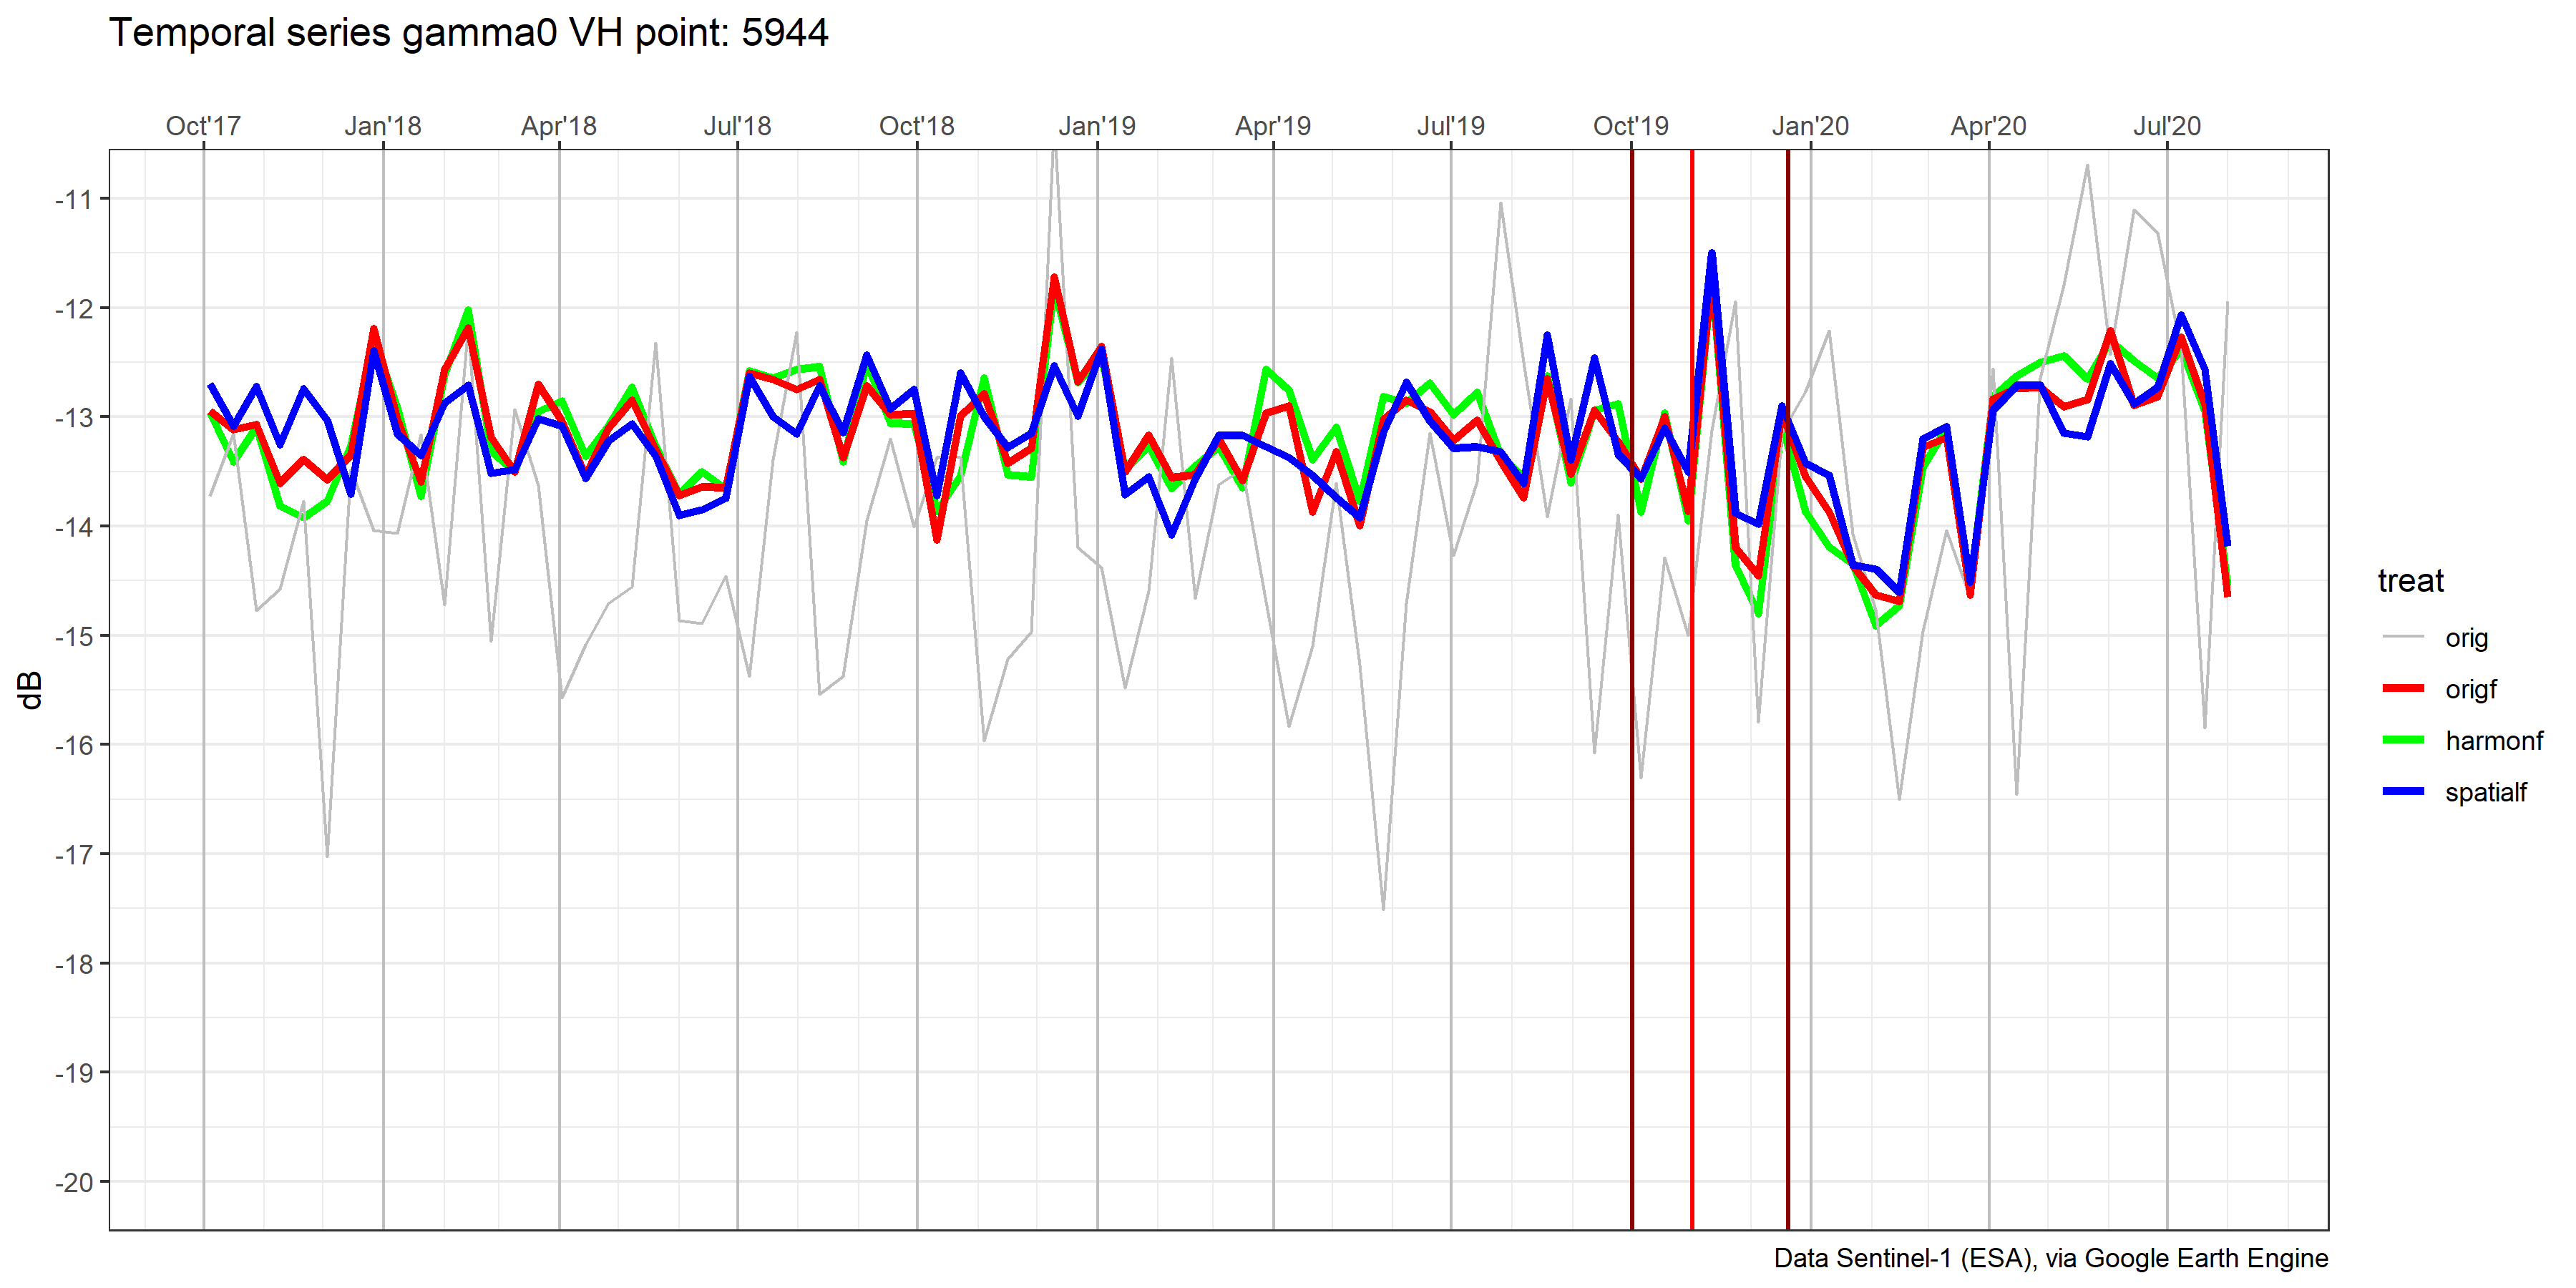 Temporal series gamma0 VH point: 5944
Oct'17 Jan'18 Apr'18 Jul'18 Oct'18 Jan'19 Apr'19 Jul'19 Oct'19 Jan'20 Apr'20 Jul'20
-11
-12
-13
-14
-15
-16
-17
-18
-19
-20
dB
treat
orig
origf
harmonf
spatialf
Data Sentinel-1 (ESA), via Google Earth Engine